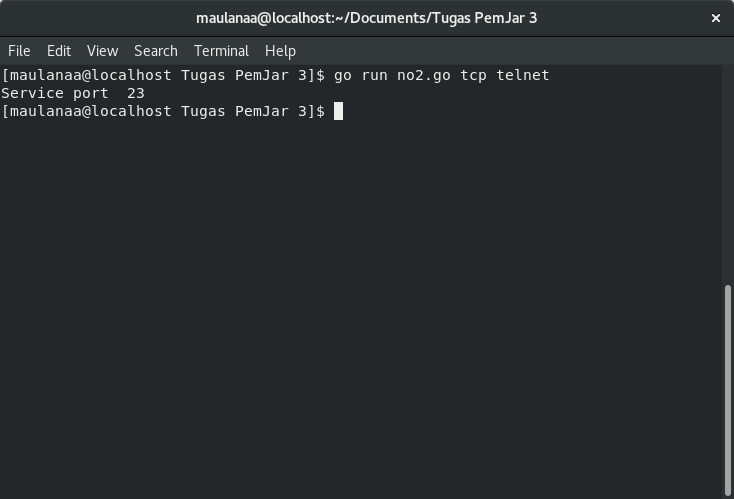 maulanaa@localhost:~/Documents/Tugas PemJar 3
×
File Edit View Search Terminal Help
[maulanaa@localhost Tugas PemJar 3]$ go run no2.go tcp telnet
Service port  23
[maulanaa@localhost Tugas PemJar 3]$